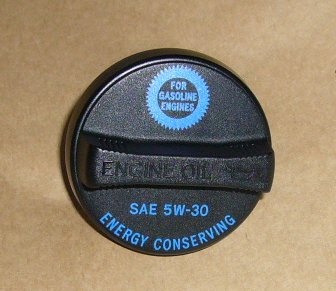 FOR
GASOLINE
ENGINES
ENGINE OIL
SAE 5W-30
ENERGY CONSERVING